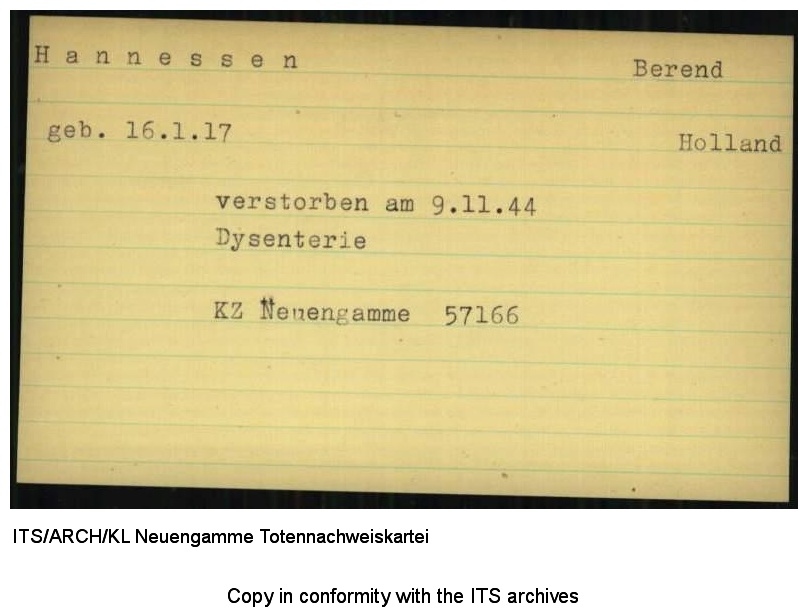 H a n n e s s e n Berend
geb. 16.1.17 Holland
verstorben am 9.11.44
Dysenterie
KZ Neuengamme 57166
ITS/ARCH/KL Neuengamme Totennachweiskartei
Copy in conformity with the ITS archives